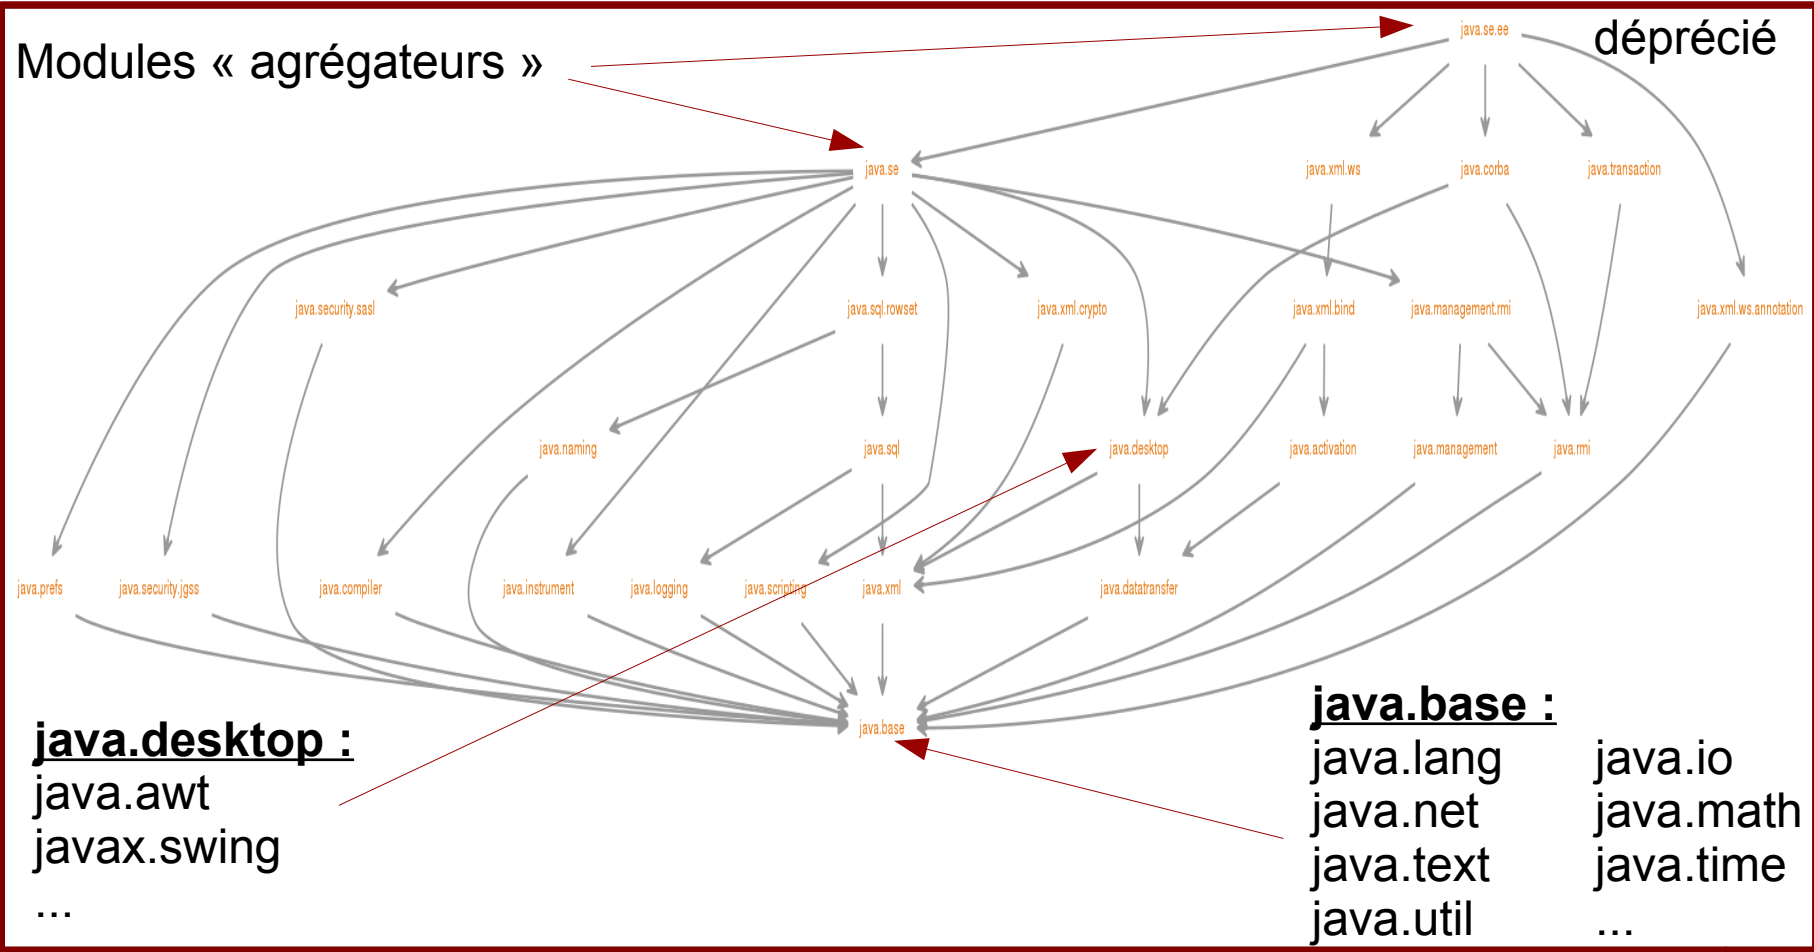 java.se.ee
déprécié
Modules « agrégateurs »
java.se
java.xml.ws
java.corba
java.transaction
java.security.sasl
java.sql.rowset
java.xml.crypto
java.xml.bind
java.management.rmi
java.xml.ws.annotation
java.naming
java.sql
java.desktop
java.activation
java.management
java.rmi
java.prefs
java.security.jgss
java.compiler
java.instrument
java.logging
java.scripting
java.xml
java.datatransfer
java.base
java.desktop :
java.awt
javax.swing
...
java.base :
java.lang java.io
java.net java.math
java.text java.time
java.util ...